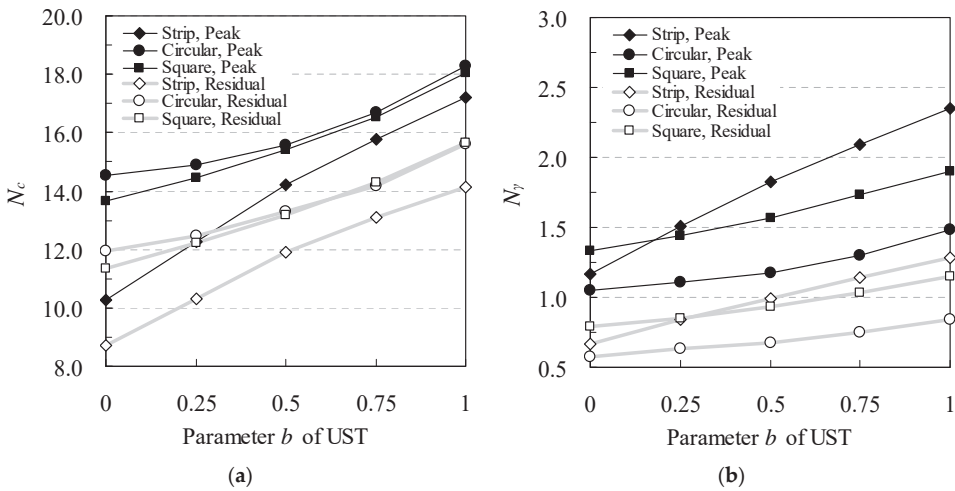 20.0
18.0
16.0
14.0
12.0
10.0
8.0
N_c
Strip, Peak
Circular, Peak
Square, Peak
Strip, Residual
Circular, Residual
Square, Residual
0 0.25 0.5 0.75 1
Parameter b of UST
(a)
3.0
2.5
2.0
1.5
1.0
0.5
N_γ
Strip, Peak
Circular, Peak
Square, Peak
Strip, Residual
Circular, Residual
Square, Residual
0 0.25 0.5 0.75 1
Parameter b of UST
(b)